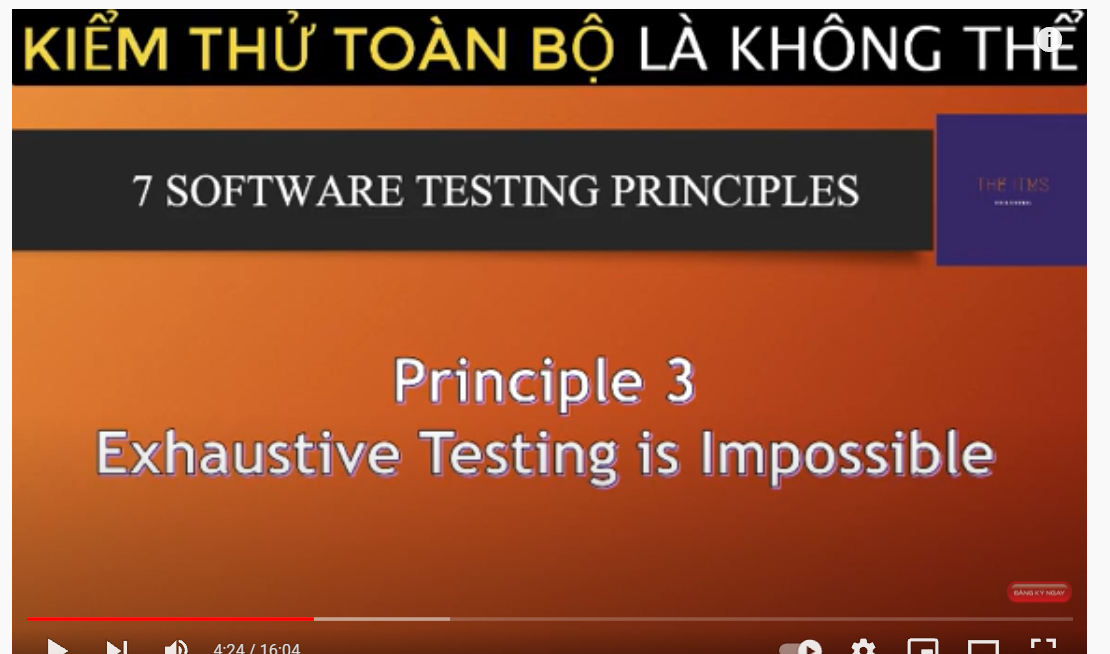 KIỂM THỬ TOÀN BỘ LÀ KHÔNG THỂ
7 SOFTWARE TESTING PRINCIPLES
THE ITMS
Principle 3
Exhaustive Testing is Impossible
ĐĂNG KÝ NGAY
4:24 / 16:04